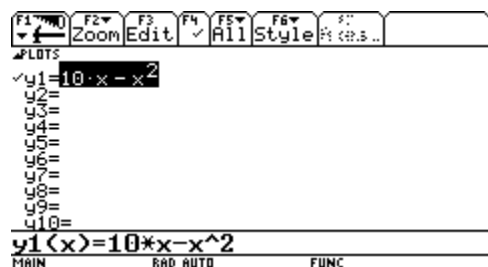 F1 F2 Zoom F3 Edit F4 ✓ F5 All F6 Style F7
PLOTS
✓y1=10·x-x²
y2=
y3=
y4=
y5=
y6=
y7=
y8=
y9=
y10=
y1(x)=10*x-x^2
MAIN RAD AUTO FUNC